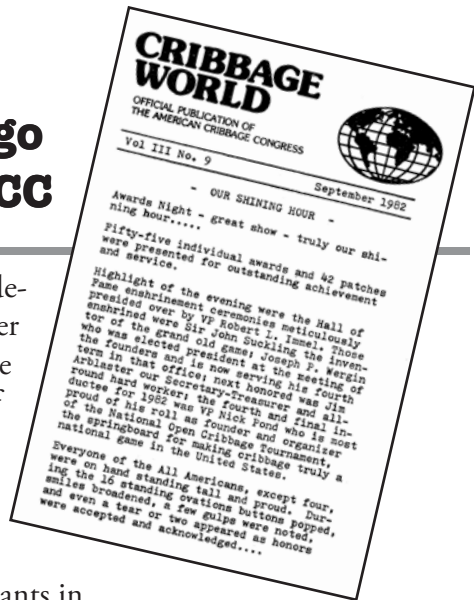 go
CC
le-
er
e
r
ants in
CRIBBAGE
WORLD
OFFICIAL PUBLICATION OF
THE AMERICAN CRIBBAGE CONGRESS
Vol III No. 9 September 1982
- OUR SHINING HOUR -
Awards Night - great show - truly our shi-
ning hour.....
Fifty-five individual awards and 42 patches
were presented for outstanding achievement
and service.
Highlight of the evening were the Hall of
Fame enshrinement ceremonies meticulously
presided over by VP Robert L. Immel. Those
enshrined were Sir John Suckling the inven-
tor of the grand old game; Joseph P. Wergin
who was elected president at the meeting of
the founders and is now serving his fourth
term in that office; next honored was Jim
Arblaster our Secretary-Treasurer and all-
round hard worker; the fourth and final in-
ductee for 1982 was VP Nick Pond who is most
proud of his roll as founder and organizer
of the National Open Cribbage Tournament,
the springboard for making cribbage truly a
national game in the United States.
Everyone of the All Americans, except four,
were on hand standing tall and proud. Dur-
ing the 16 standing ovations buttons popped,
smiles broadened, a few gulps were noted,
and even a tear or two appeared as honors
were accepted and acknowledged....